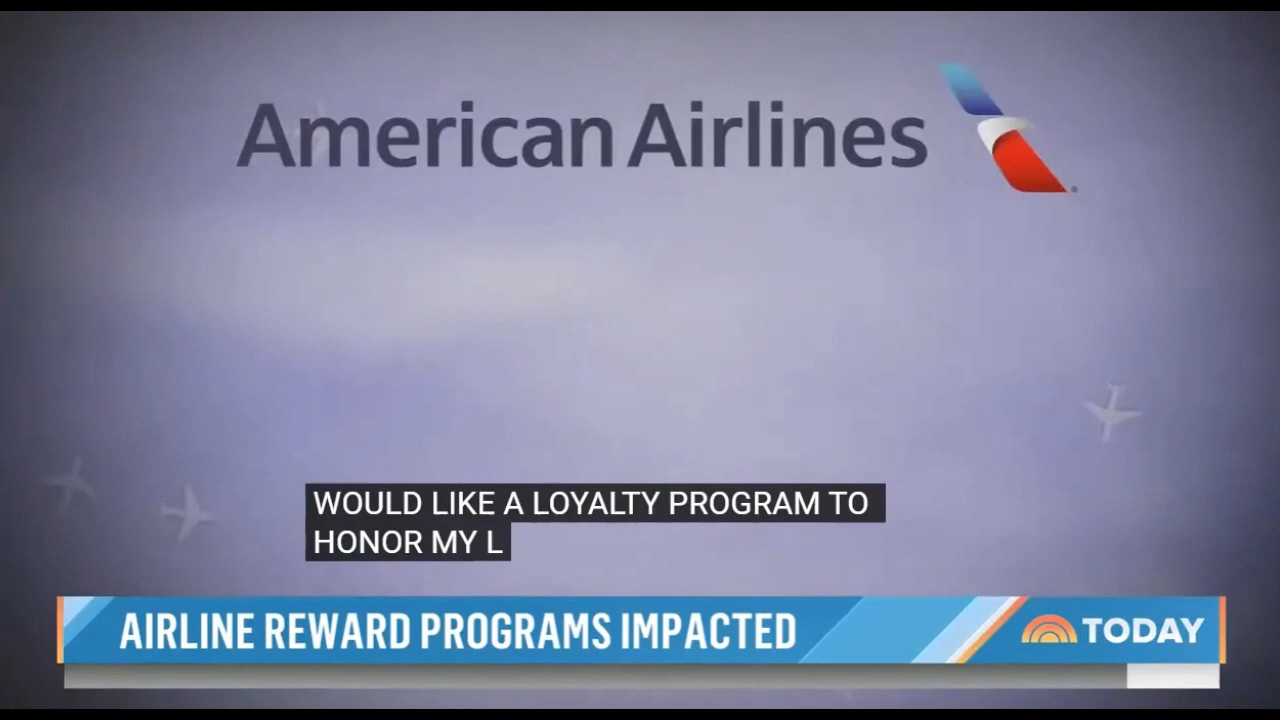 American Airlines
WOULD LIKE A LOYALTY PROGRAM TO
HONOR MY L
AIRLINE REWARD PROGRAMS IMPACTED
TODAY